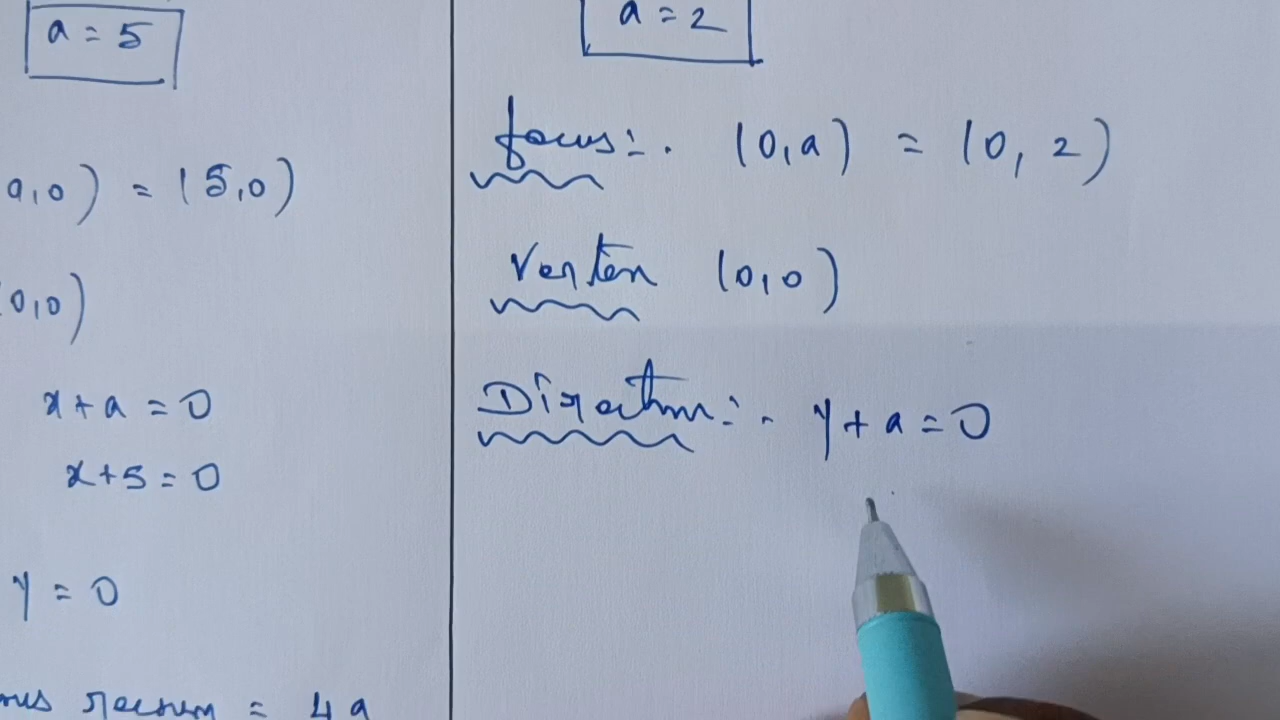 a = 5
a,0) = (5,0)
(0,0)
x+a = 0
x+5 = 0
y = 0
rectum = 4a
a = 2
focus:. (0,a) = (0, 2)
Vertex (0,0)
Directrix:. y+a=0